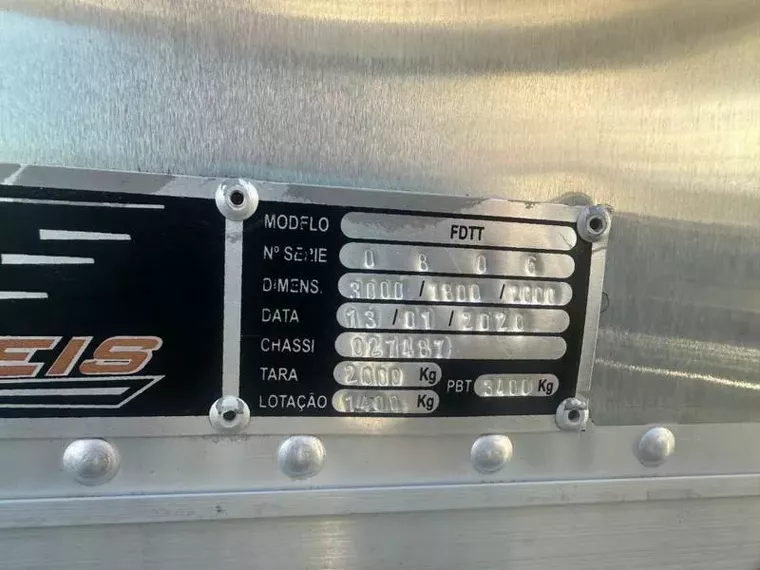 EIS
MODELO FDTT
Nº SÉRIE 0 8 0 6
DIMENS. 3000 / 1800 / 2000
DATA 13 / 01 / 2020
CHASSI 027487
TARA 2000 Kg PBT 3400 Kg
LOTAÇÃO 1400 Kg